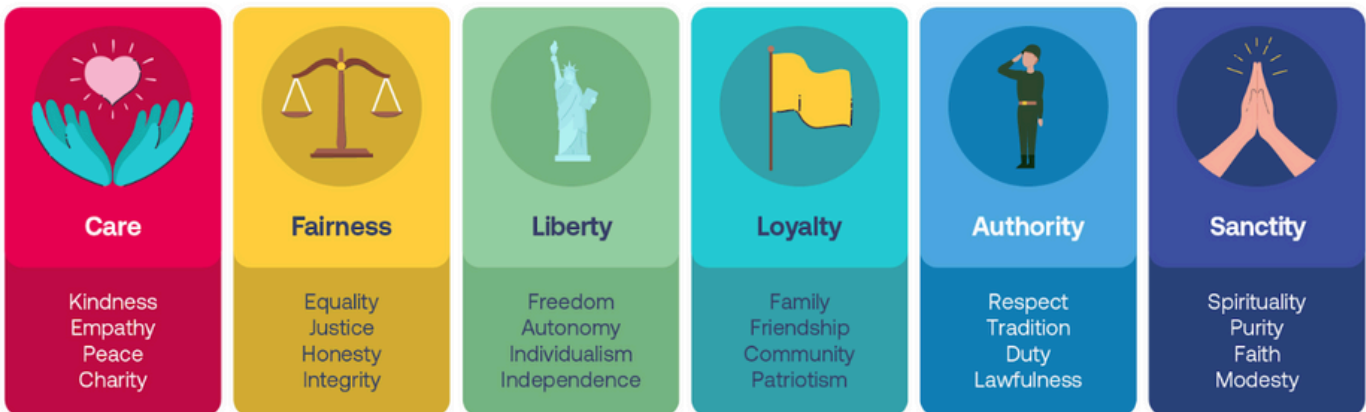 Care
Kindness
Empathy
Peace
Charity
Fairness
Equality
Justice
Honesty
Integrity
Liberty
Freedom
Autonomy
Individualism
Independence
Loyalty
Family
Friendship
Community
Patriotism
Authority
Respect
Tradition
Duty
Lawfulness
Sanctity
Spirituality
Purity
Faith
Modesty